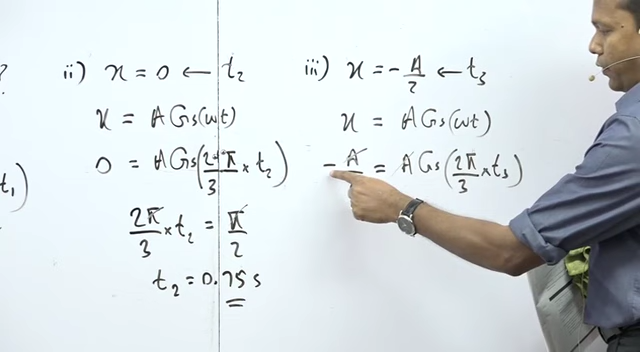 ?
ii) x = 0 ← t₂
x = A Cos(ωt)
0 = A Cos(2π/3 × t₂)
2π/3 × t₂ = π/2
t₂ = 0.75 s
iii) x = -A/2 ← t₃
x = A Cos(ωt)
-A/ = A Cos(2π/3 × t₃)
t₁)